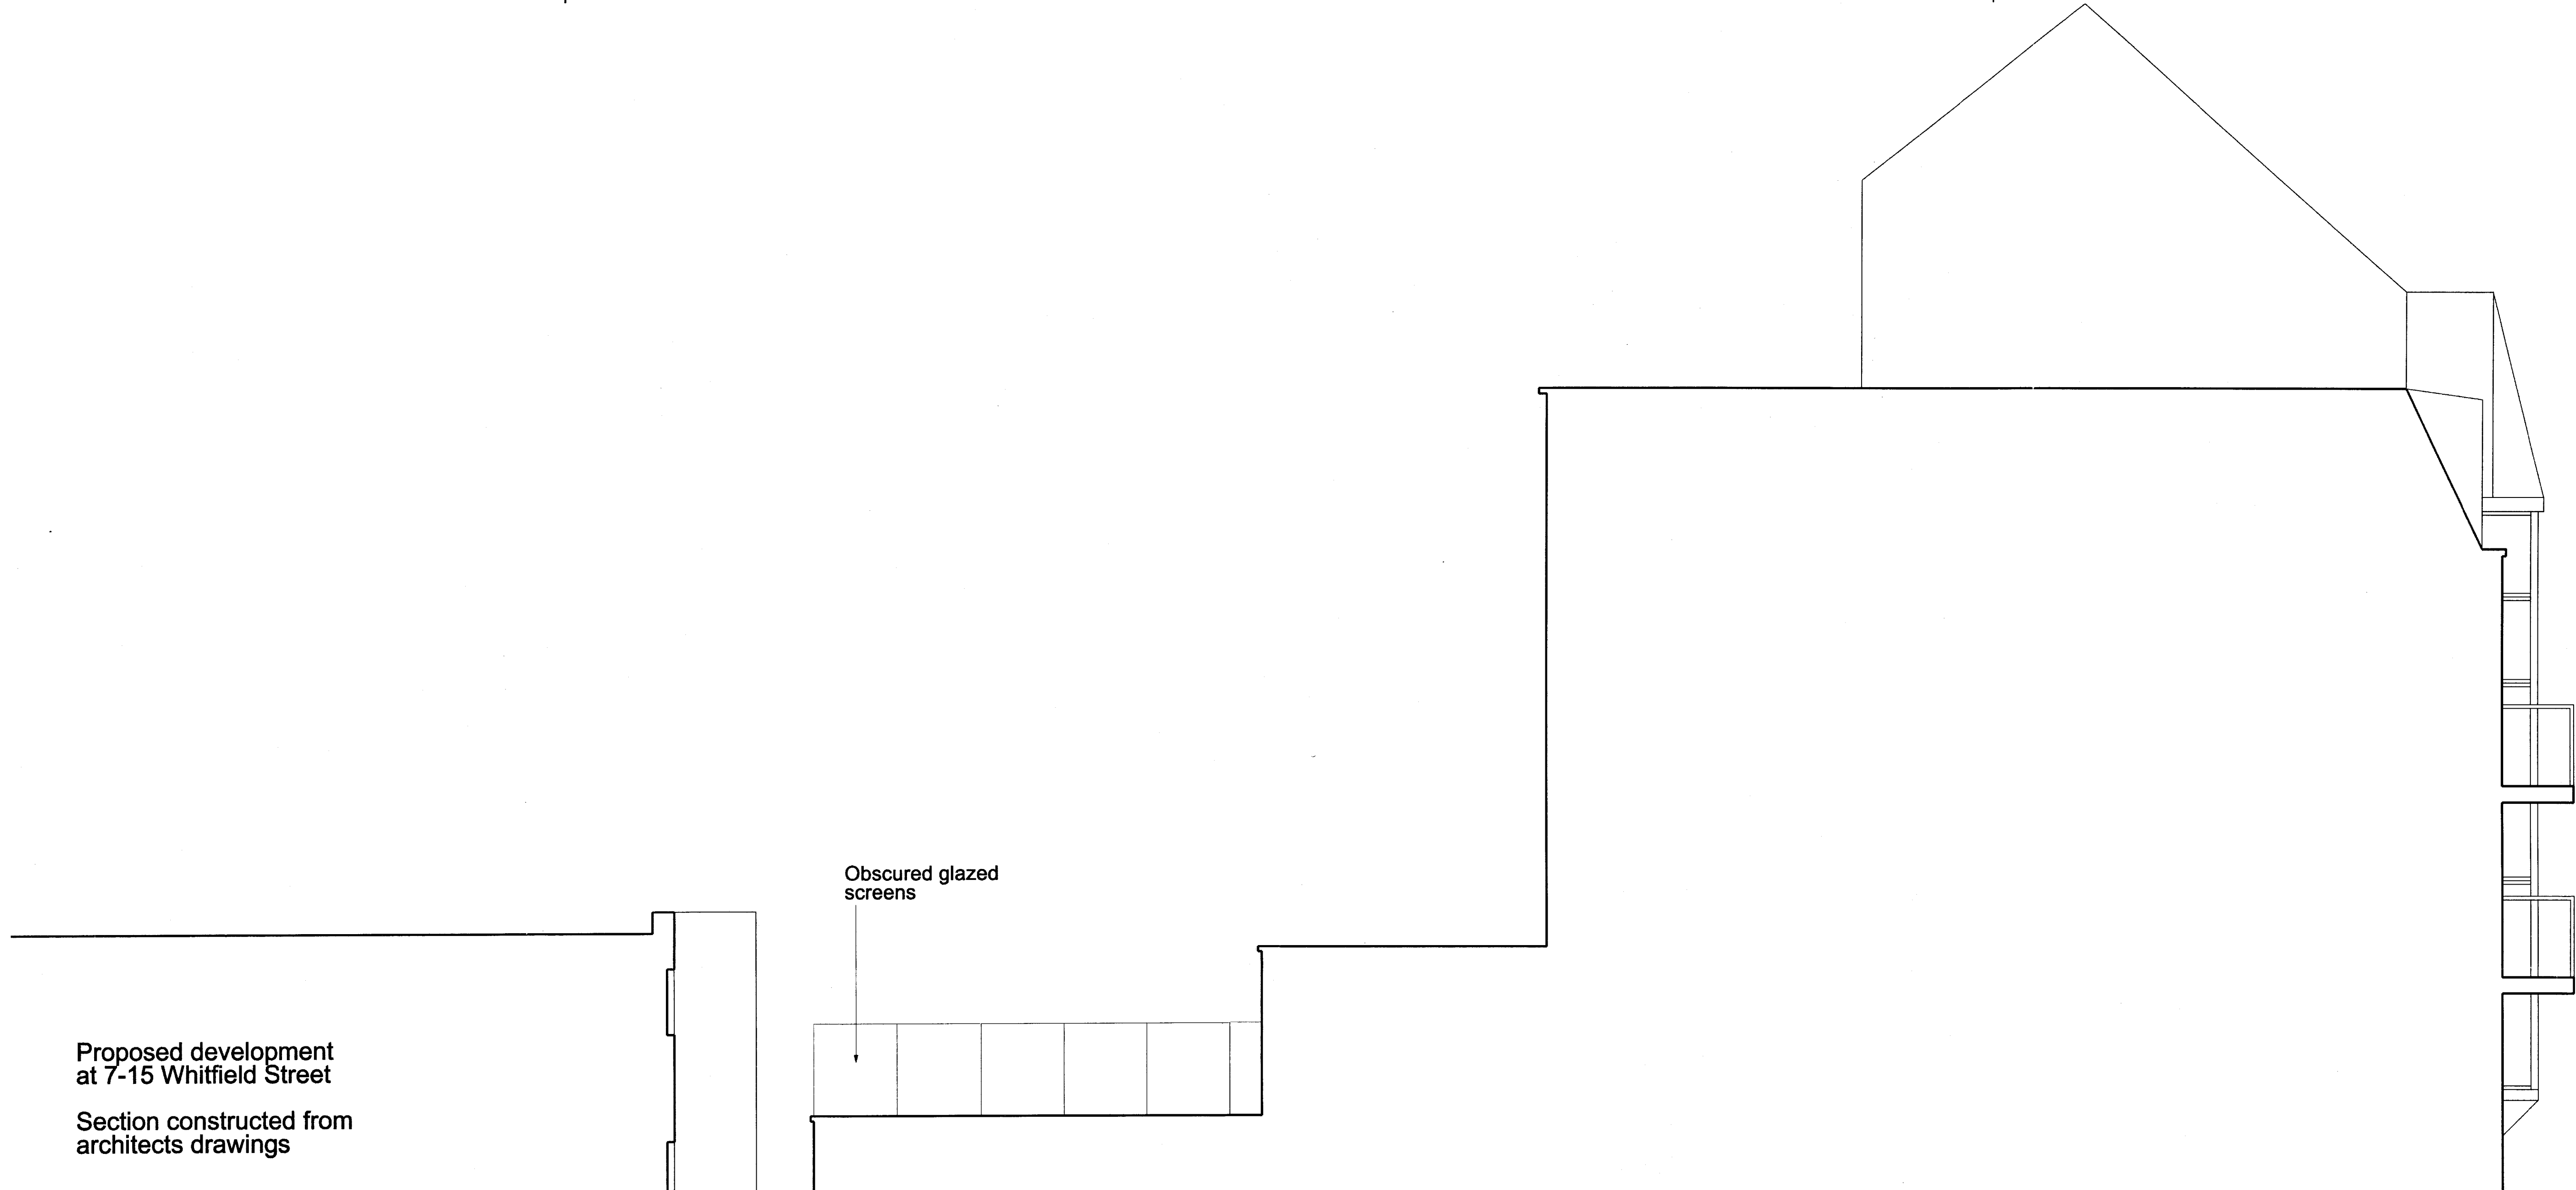 Obscured glazed
screens
Proposed development
at 7-15 Whitfield Street
Section constructed from
architects drawings